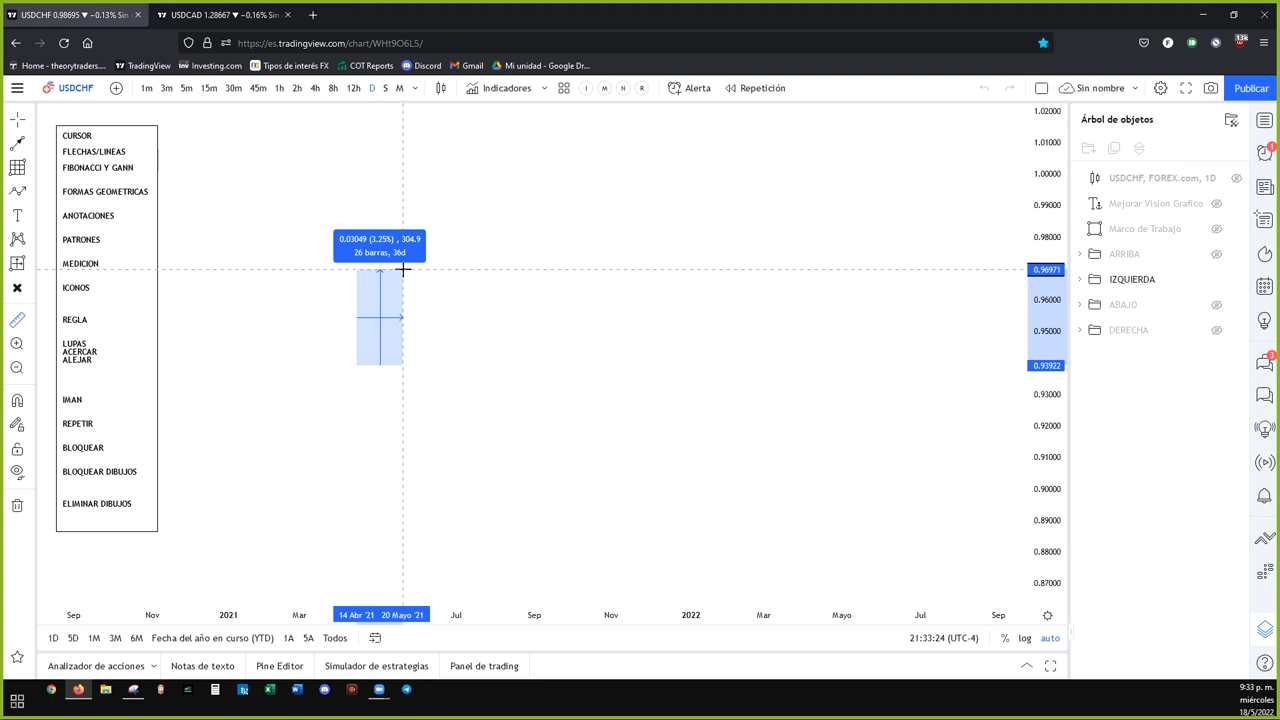 USDCHF 0.98695 ▼ −0.13% Sin
USDCAD 1.28667 ▼ −0.16% Sin
https://es.tradingview.com/chart/WHt9O6L5/
13k
Home - theorytraders....
TradingView
Investing.com
Tipos de interés FX
COT Reports
Discord
Gmail
Mi unidad - Google Dr...
USDCHF
1m 3m 5m 15m 30m 45m 1h 2h 4h 8h 12h D S M
Indicadores
I M N R
Alerta
Repetición
Sin nombre
Publicar
CURSOR
FLECHAS/LINEAS
FIBONACCI Y GANN
FORMAS GEOMETRICAS
ANOTACIONES
PATRONES
MEDICION
ICONOS
REGLA
LUPAS
ACERCAR
ALEJAR
IMAN
REPETIR
BLOQUEAR
BLOQUEAR DIBUJOS
ELIMINAR DIBUJOS
0.03049 (3.25%) , 304.9
26 barras, 36d
1.02000
1.01000
1.00000
0.99000
0.98000
0.96971
0.96000
0.95000
0.93922
0.93000
0.92000
0.91000
0.90000
0.89000
0.88000
0.87000
Árbol de objetos
USDCHF, FOREX.com, 1D
Mejorar Vision Grafico
Marco de Trabajo
ARRIBA
IZQUIERDA
ABAJO
DERECHA
1
3
Sep Nov 2021 Mar 14 Abr '21 20 Mayo '21 Jul Sep Nov 2022 Mar Mayo Jul Sep
1D 5D 1M 3M 6M Fecha del año en curso (YTD) 1A 5A Todos
21:33:24 (UTC-4) % log auto
Analizador de acciones
Notas de texto
Pine Editor
Simulador de estrategias
Panel de trading
9:33 p. m.
miércoles
18/5/2022